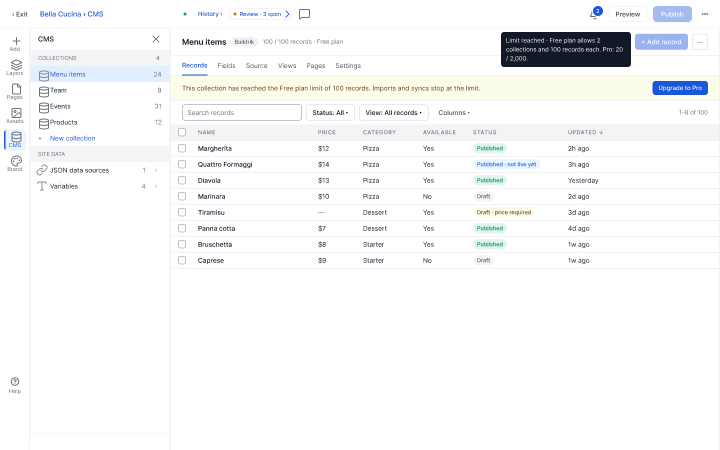 ‹ Exit
Bella Cucina › CMS
History ›
Review · 3 open
3
Preview
Publish
Add
Layers
Pages
Assets
CMS
Brand
Help
CMS
COLLECTIONS 4
Menu items 24
Team 8
Events 31
Products 12
+ New collection
SITE DATA
JSON data sources 1 ›
Variables 4 ›
Menu items Buildrik 100 / 100 records · Free plan
Limit reached · Free plan allows 2
collections and 100 records each. Pro: 20
/ 2,000.
+ Add record
Records Fields Source Views Pages Settings
This collection has reached the Free plan limit of 100 records. Imports and syncs stop at the limit.
Upgrade to Pro
Search records
Status: All
View: All records
Columns
1–8 of 100
NAME PRICE CATEGORY AVAILABLE STATUS UPDATED ↓
Margherita $12 Pizza Yes Published 2h ago
Quattro Formaggi $14 Pizza Yes Published · not live yet 3h ago
Diavola $13 Pizza Yes Published Yesterday
Marinara $10 Pizza No Draft 2d ago
Tiramisu — Dessert Yes Draft · price required 3d ago
Panna cotta $7 Dessert Yes Published 4d ago
Bruschetta $8 Starter Yes Published 1w ago
Caprese $9 Starter No Draft 1w ago